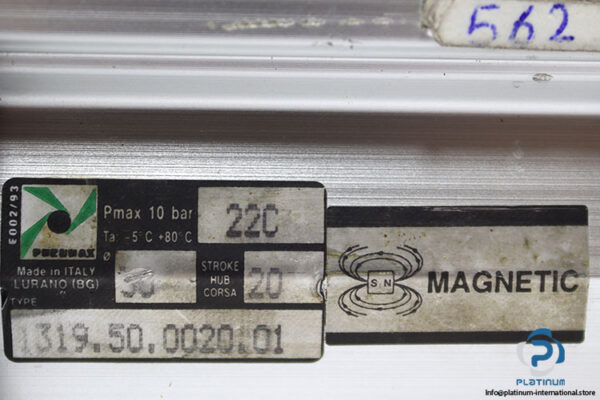 562
E002/93
PNEUMAX
Pmax 10 bar
22C
Ta -5°C +80°C
Made in ITALY
LURANO (BG)
Ø
STROKE
HUB
CORSA
20
TYPE
1319.50.0020.01
S N
MAGNETIC
PLATINUM
Info@platinum-international.store